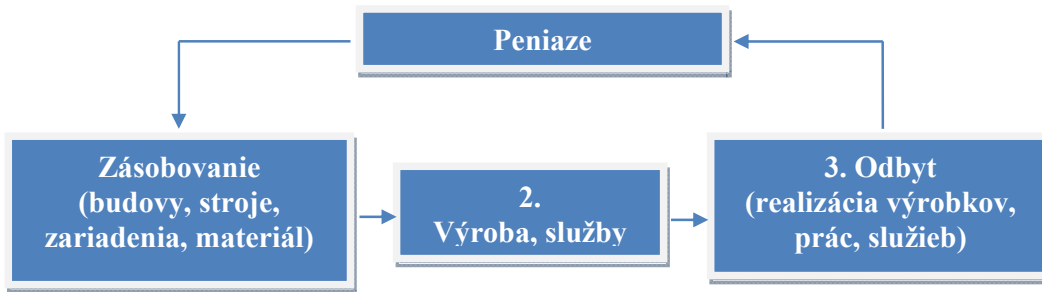 Peniaze
Zásobovanie
(budovy, stroje,
zariadenia, materiál)
2.
Výroba, služby
3. Odbyt
(realizácia výrobkov,
prác, služieb)